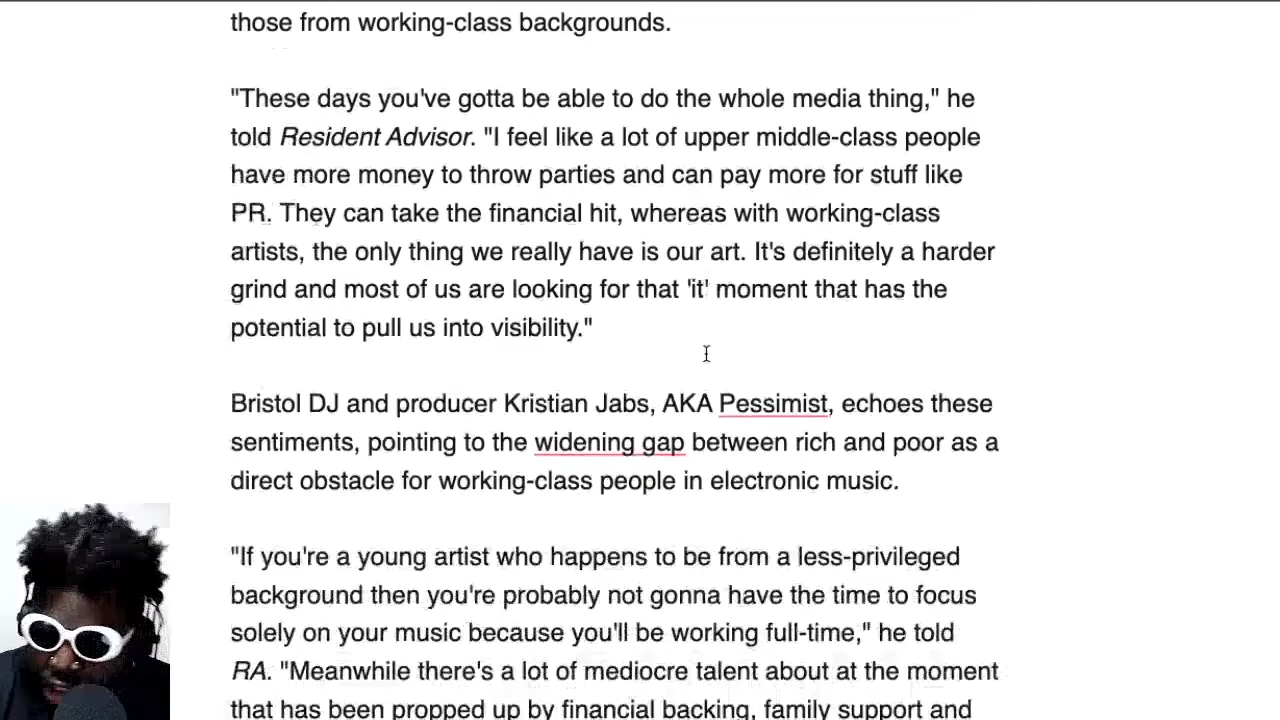 those from working-class backgrounds.
"These days you've gotta be able to do the whole media thing," he
told Resident Advisor. "I feel like a lot of upper middle-class people
have more money to throw parties and can pay more for stuff like
PR. They can take the financial hit, whereas with working-class
artists, the only thing we really have is our art. It's definitely a harder
grind and most of us are looking for that 'it' moment that has the
potential to pull us into visibility."
Bristol DJ and producer Kristian Jabs, AKA Pessimist, echoes these
sentiments, pointing to the widening gap between rich and poor as a
direct obstacle for working-class people in electronic music.
"If you're a young artist who happens to be from a less-privileged
background then you're probably not gonna have the time to focus
solely on your music because you'll be working full-time," he told
RA. "Meanwhile there's a lot of mediocre talent about at the moment
that has been propped up by financial backing, family support and